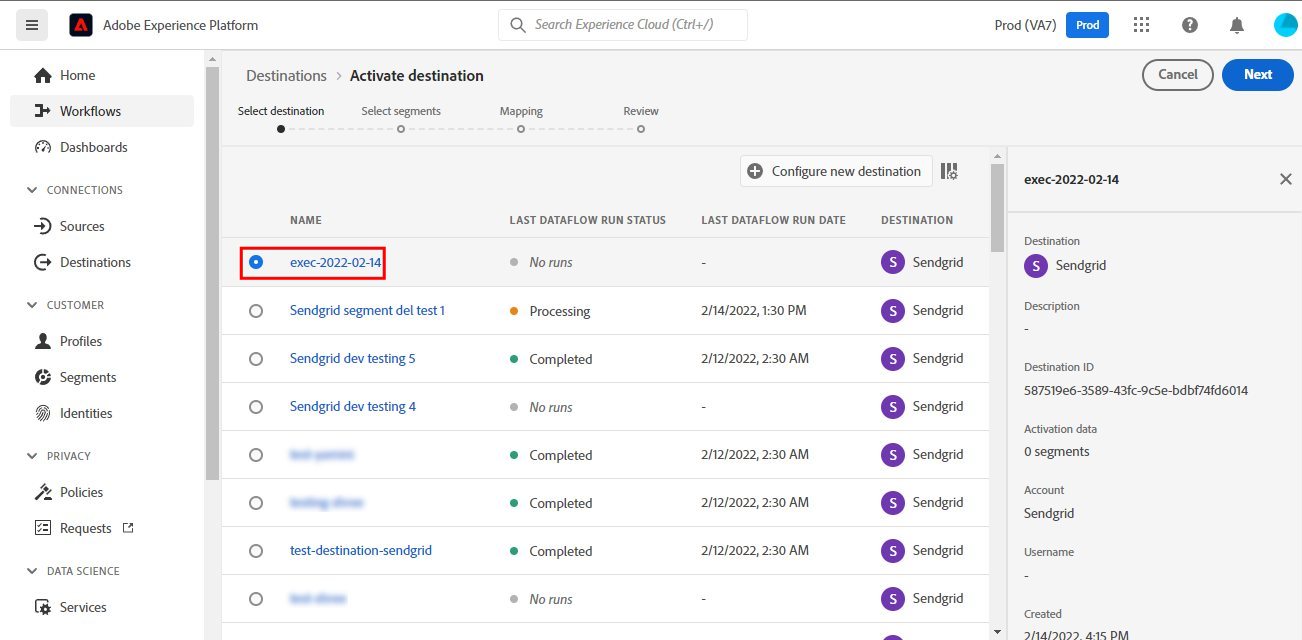 Adobe Experience Platform
Search Experience Cloud (Ctrl+/)
Prod (VA7)
Prod
Home
Workflows
Dashboards
CONNECTIONS
Sources
Destinations
CUSTOMER
Profiles
Segments
Identities
PRIVACY
Policies
Requests
DATA SCIENCE
Services
Destinations > Activate destination
Cancel
Next
Select destination
Select segments
Mapping
Review
Configure new destination
NAME LAST DATAFLOW RUN STATUS LAST DATAFLOW RUN DATE DESTINATION
exec-2022-02-14 No runs - S Sendgrid
Sendgrid segment del test 1 Processing 2/14/2022, 1:30 PM S Sendgrid
Sendgrid dev testing 5 Completed 2/12/2022, 2:30 AM S Sendgrid
Sendgrid dev testing 4 No runs - S Sendgrid
Completed 2/12/2022, 2:30 AM S Sendgrid
Completed 2/12/2022, 2:30 AM S Sendgrid
test-destination-sendgrid Completed 2/12/2022, 2:30 AM S Sendgrid
No runs - S Sendgrid
exec-2022-02-14
Destination
S Sendgrid
Description
-
Destination ID
587519e6-3589-43fc-9c5e-bdbf74fd6014
Activation data
0 segments
Account
Sendgrid
Username
-
Created
2/14/2022, 4:15 PM